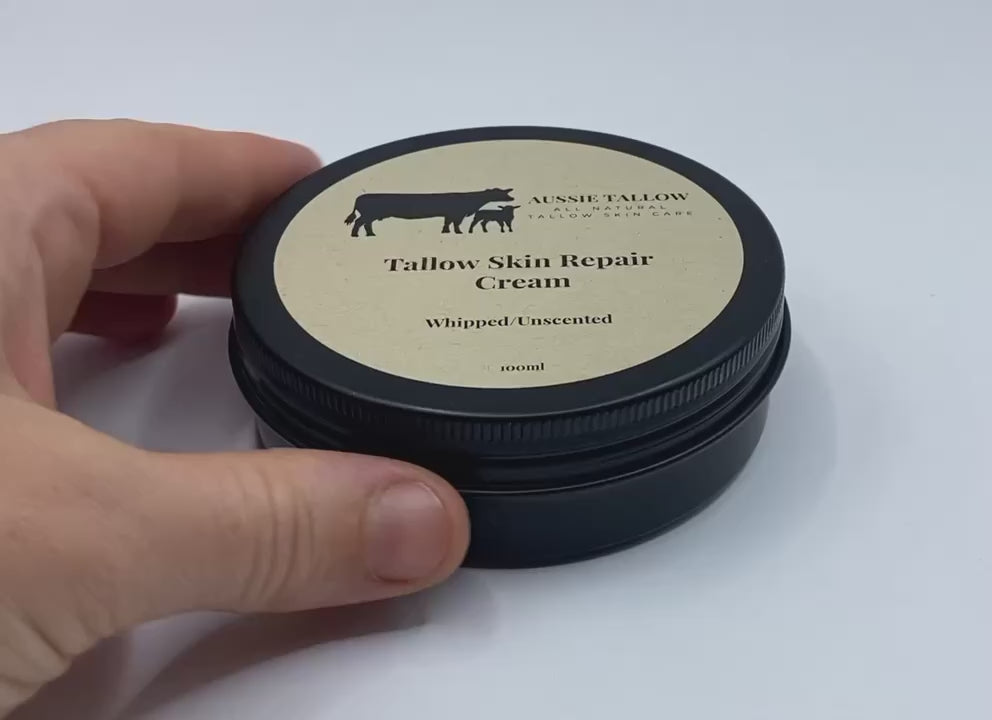 AUSSIE TALLOW
ALL NATURAL
TALLOW SKIN CARE
Tallow Skin Repair
Cream
Whipped/Unscented
100ml